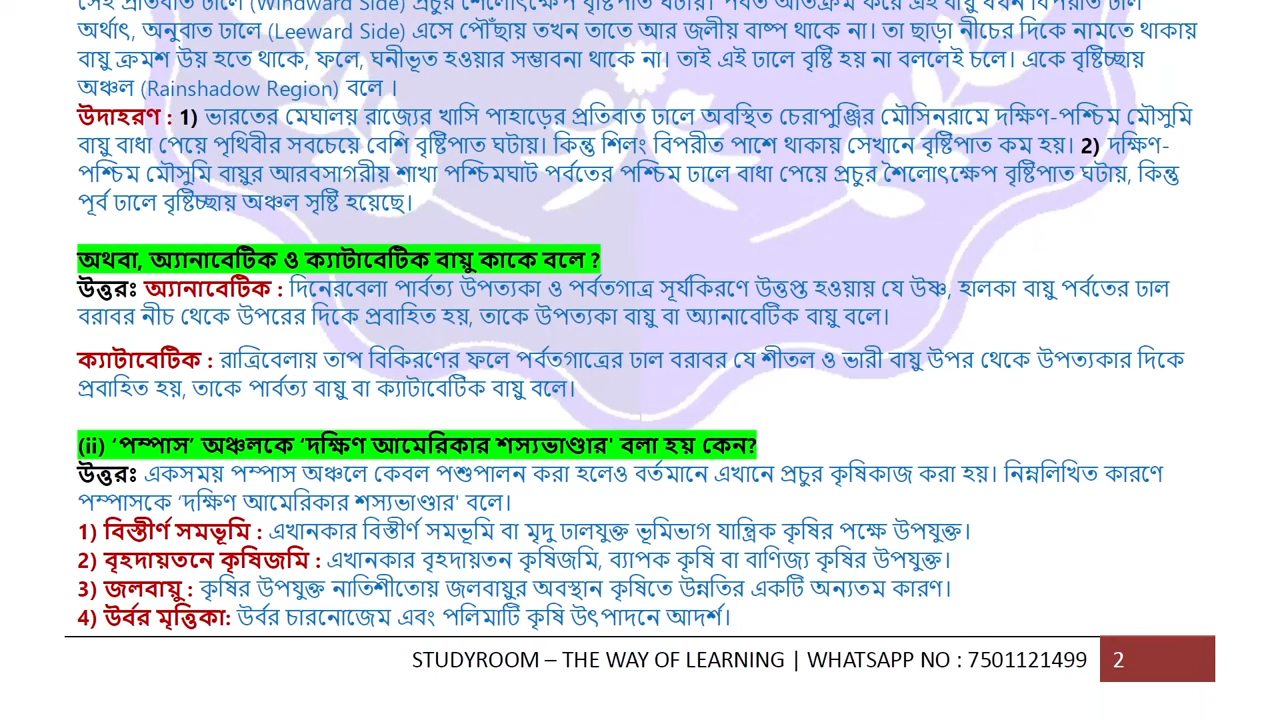 সেই প্রতিবাত ঢালে (Windward Side) প্রচুর শৈলোৎক্ষেপ বৃষ্টিপাত ঘটায়। পর্বত অতিক্রম করে এই বায়ু যখন বিপরীত ঢাল
অর্থাৎ, অনুবাত ঢালে (Leeward Side) এসে পৌঁছায় তখন তাতে আর জলীয় বাষ্প থাকে না। তা ছাড়া নীচের দিকে নামতে থাকায়
বায়ু ক্রমশ উয় হতে থাকে, ফলে, ঘনীভূত হওয়ার সম্ভাবনা থাকে না। তাই এই ঢালে বৃষ্টি হয় না বললেই চলে। একে বৃষ্টিচ্ছায়
অঞ্চল (Rainshadow Region) বলে ।
উদাহরণ : 1) ভারতের মেঘালয় রাজ্যের খাসি পাহাড়ের প্রতিবাত ঢালে অবস্থিত চেরাপুঞ্জির মৌসিনরামে দক্ষিণ-পশ্চিম মৌসুমি
বায়ু বাধা পেয়ে পৃথিবীর সবচেয়ে বেশি বৃষ্টিপাত ঘটায়। কিন্তু শিলং বিপরীত পাশে থাকায় সেখানে বৃষ্টিপাত কম হয়। 2) দক্ষিণ-
পশ্চিম মৌসুমি বায়ুর আরবসাগরীয় শাখা পশ্চিমঘাট পর্বতের পশ্চিম ঢালে বাধা পেয়ে প্রচুর শৈলোৎক্ষেপ বৃষ্টিপাত ঘটায়, কিন্তু
পূর্ব ঢালে বৃষ্টিচ্ছায় অঞ্চল সৃষ্টি হয়েছে।
অথবা, অ্যানাবেটিক ও ক্যাটাবেটিক বায়ু কাকে বলে ?
উত্তরঃ অ্যানাবেটিক : দিনেরবেলা পার্বত্য উপত্যকা ও পর্বতগাত্র সূর্যকিরণে উত্তপ্ত হওয়ায় যে উষ্ণ, হালকা বায়ু পর্বতের ঢাল
বরাবর নীচ থেকে উপরের দিকে প্রবাহিত হয়, তাকে উপত্যকা বায়ু বা অ্যানাবেটিক বায়ু বলে।
ক্যাটাবেটিক : রাত্রিবেলায় তাপ বিকিরণের ফলে পর্বতগাত্রের ঢাল বরাবর যে শীতল ও ভারী বায়ু উপর থেকে উপত্যকার দিকে
প্রবাহিত হয়, তাকে পার্বত্য বায়ু বা ক্যাটাবেটিক বায়ু বলে।
(ii) ‘পম্পাস’ অঞ্চলকে ‘দক্ষিণ আমেরিকার শস্যভাণ্ডার' বলা হয় কেন?
উত্তরঃ একসময় পম্পাস অঞ্চলে কেবল পশুপালন করা হলেও বর্তমানে এখানে প্রচুর কৃষিকাজ করা হয়। নিম্নলিখিত কারণে
পম্পাসকে ‘দক্ষিণ আমেরিকার শস্যভাণ্ডার' বলে।
1) বিস্তীর্ণ সমভূমি : এখানকার বিস্তীর্ণ সমভূমি বা মৃদু ঢালযুক্ত ভূমিভাগ যান্ত্রিক কৃষির পক্ষে উপযুক্ত।
2) বৃহদায়তনে কৃষিজমি : এখানকার বৃহদায়তন কৃষিজমি, ব্যাপক কৃষি বা বাণিজ্য কৃষির উপযুক্ত।
3) জলবায়ু : কৃষির উপযুক্ত নাতিশীতোয় জলবায়ুর অবস্থান কৃষিতে উন্নতির একটি অন্যতম কারণ।
4) উর্বর মৃত্তিকা: উর্বর চারনোজেম এবং পলিমাটি কৃষি উৎপাদনে আদর্শ।
STUDYROOM – THE WAY OF LEARNING | WHATSAPP NO : 7501121499 2